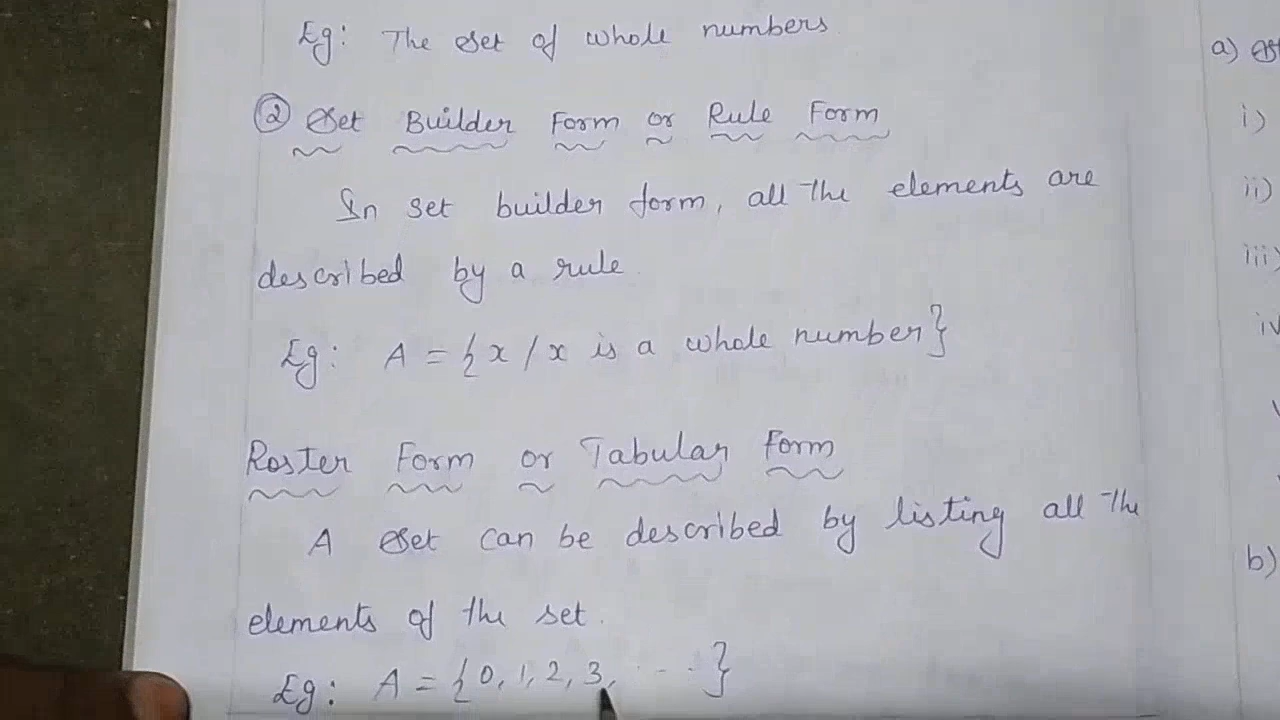 Eg: The set of whole numbers
② Set Builder Form or Rule Form
In set builder form, all the elements are
described by a rule.
Eg: A = {x / x is a whole number}
Roster Form or Tabular Form
A set can be described by listing all the
elements of the set.
Eg: A = {0, 1, 2, 3, ....}
a)
i)
ii)
iii)
b)